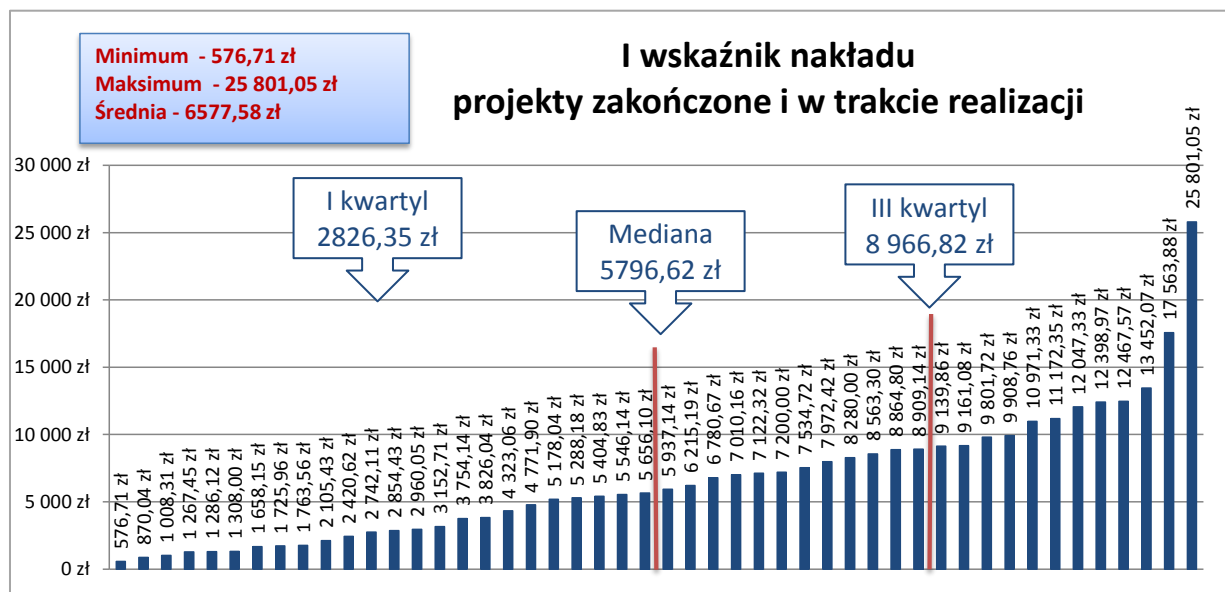 Minimum - 576,71 zł
Maksimum - 25 801,05 zł
Średnia - 6577,58 zł
I wskaźnik nakładu
projekty zakończone i w trakcie realizacji
30 000 zł
25 000 zł
20 000 zł
15 000 zł
10 000 zł
5 000 zł
0 zł
I kwartyl
2826,35 zł
Mediana
5796,62 zł
III kwartyl
8 966,82 zł
576,71 zł
870,04 zł
1 008,31 zł
1 267,45 zł
1 286,12 zł
1 308,00 zł
1 658,15 zł
1 725,96 zł
1 763,56 zł
2 105,43 zł
2 420,62 zł
2 742,11 zł
2 854,43 zł
2 960,05 zł
3 152,71 zł
3 754,14 zł
3 826,04 zł
4 323,06 zł
4 771,90 zł
5 178,04 zł
5 288,18 zł
5 404,83 zł
5 546,14 zł
5 656,10 zł
5 937,14 zł
6 215,19 zł
6 780,67 zł
7 010,16 zł
7 122,32 zł
7 200,00 zł
7 534,72 zł
7 972,42 zł
8 280,00 zł
8 563,30 zł
8 864,80 zł
8 909,14 zł
9 139,86 zł
9 161,08 zł
9 801,72 zł
9 908,76 zł
10 971,33 zł
11 172,35 zł
12 047,33 zł
12 398,97 zł
12 467,57 zł
13 452,07 zł
17 563,88 zł
25 801,05 zł